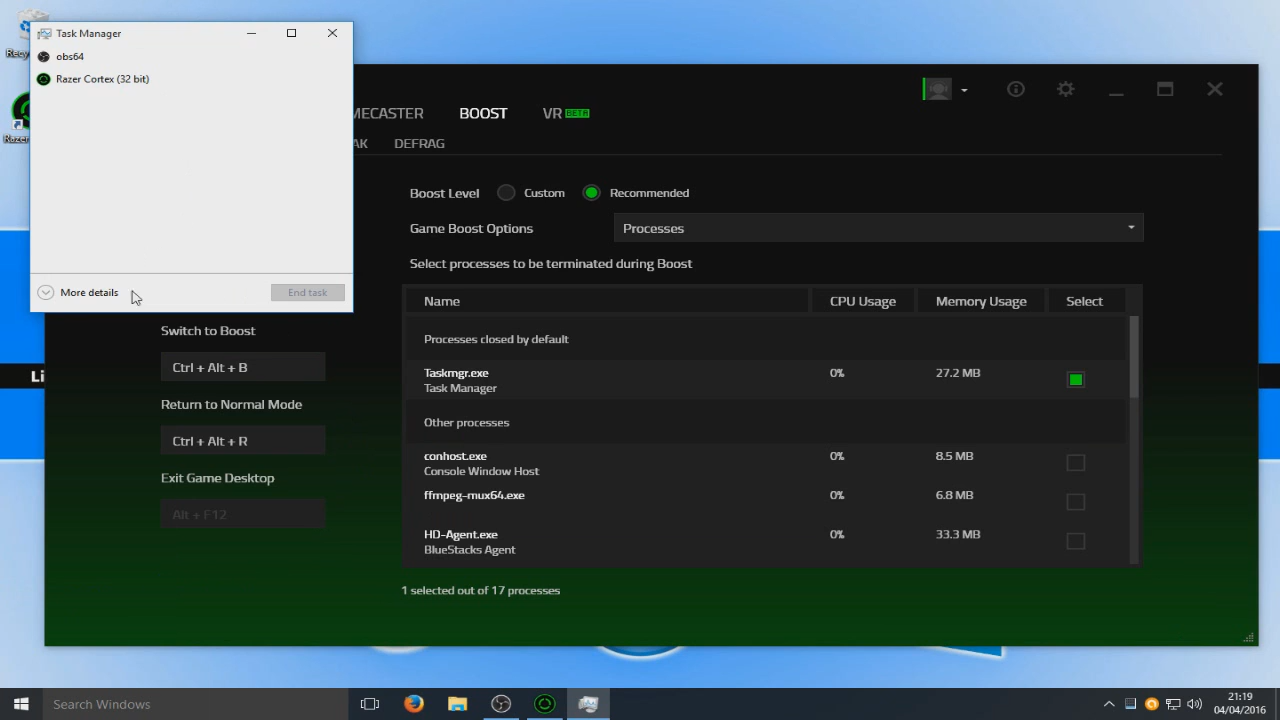 Recy
Razer
Li
Task Manager
obs64
Razer Cortex (32 bit)
More details
End task
MECASTER
BOOST
VR BETA
AK
DEFRAG
Boost Level
Custom
Recommended
Game Boost Options
Processes
Select processes to be terminated during Boost
Name
CPU Usage
Memory Usage
Select
Processes closed by default
Taskmgr.exe
0%
27.2 MB
Task Manager
Other processes
conhost.exe
0%
8.5 MB
Console Window Host
ffmpeg-mux64.exe
0%
6.8 MB
HD-Agent.exe
0%
33.3 MB
BlueStacks Agent
1 selected out of 17 processes
Switch to Boost
Ctrl + Alt + B
Return to Normal Mode
Ctrl + Alt + R
Exit Game Desktop
Alt + F12
Search Windows
21:19
04/04/2016